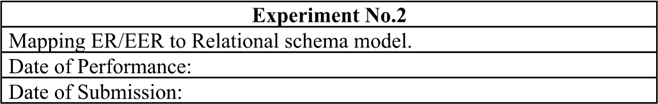 Experiment No.2
Mapping ER/EER to Relational schema model.
Date of Performance:
Date of Submission: